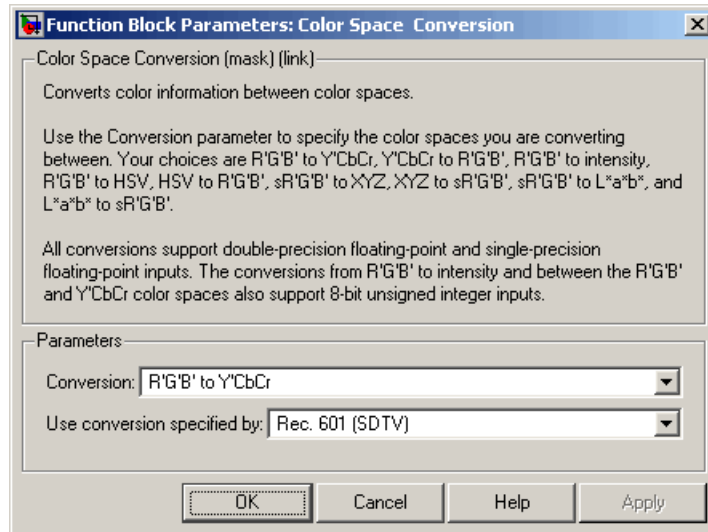 Function Block Parameters: Color Space Conversion
Color Space Conversion (mask) (link)
Converts color information between color spaces.
Use the Conversion parameter to specify the color spaces you are converting
between. Your choices are R'G'B' to Y'CbCr, Y'CbCr to R'G'B', R'G'B' to intensity,
R'G'B' to HSV, HSV to R'G'B', sR'G'B' to XYZ, XYZ to sR'G'B', sR'G'B' to L*a*b*, and
L*a*b* to sR'G'B'.
All conversions support double-precision floating-point and single-precision
floating-point inputs. The conversions from R'G'B' to intensity and between the R'G'B'
and Y'CbCr color spaces also support 8-bit unsigned integer inputs.
Parameters
Conversion: R'G'B' to Y'CbCr
Use conversion specified by: Rec. 601 (SDTV)
OK Cancel Help Apply